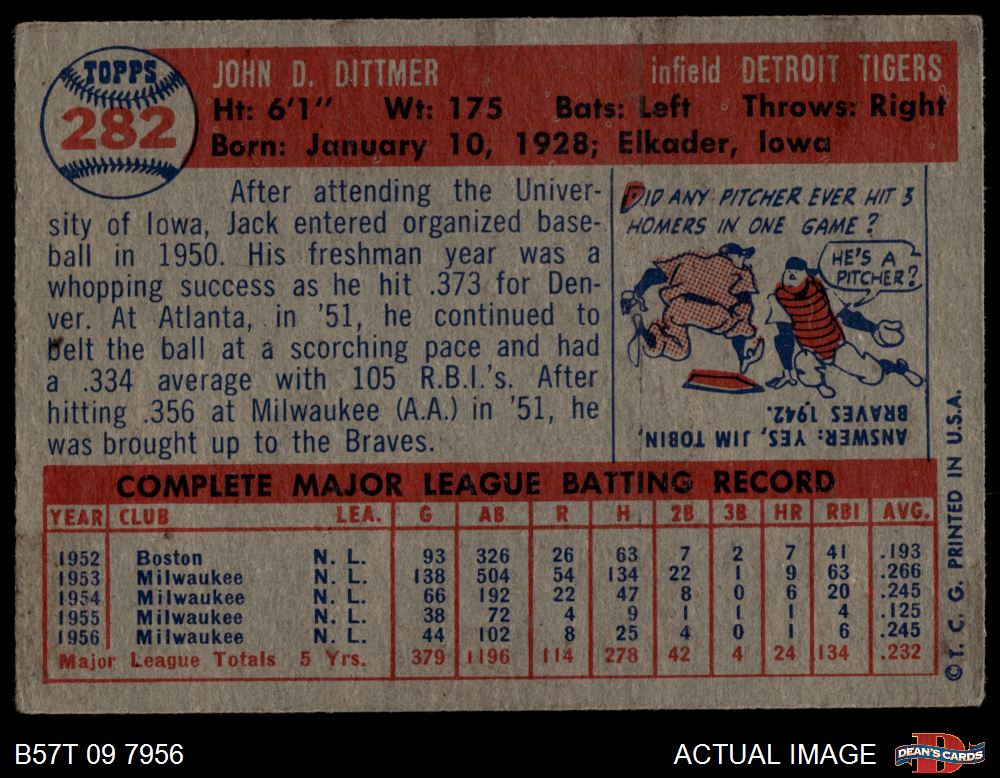 TOPPS
282
JOHN D. DITTMER
infield DETROIT TIGERS
Ht: 6'1" Wt: 175 Bats: Left Throws: Right
Born: January 10, 1928; Elkader, Iowa
After attending the Univer-
sity of Iowa, Jack entered organized base-
ball in 1950. His freshman year was a
whopping success as he hit .373 for Den-
ver. At Atlanta, in '51, he continued to
belt the ball at a scorching pace and had
a .334 average with 105 R.B.I.'s. After
hitting .356 at Milwaukee (A.A.) in '51, he
was brought up to the Braves.
DID ANY PITCHER EVER HIT 3
HOMERS IN ONE GAME?
HE'S A
PITCHER?
ANSWER: YES, JIM TOBIN,
BRAVES 1942.
COMPLETE MAJOR LEAGUE BATTING RECORD
YEAR CLUB LEA. G AB R H 2B 3B HR RBI AVG.
1952 Boston N. L. 93 326 26 63 7 2 7 41 .193
1953 Milwaukee N. L. 138 504 54 134 22 1 9 63 .266
1954 Milwaukee N. L. 66 192 22 47 8 0 6 20 .245
1955 Milwaukee N. L. 38 72 4 9 1 1 1 4 .125
1956 Milwaukee N. L. 44 102 8 25 4 0 1 6 .245
Major League Totals 5 Yrs. 379 1196 114 278 42 4 24 134 .232
© T. C. G. PRINTED IN U.S.A.
B57T 09 7956
ACTUAL IMAGE
DEAN'S CARDS